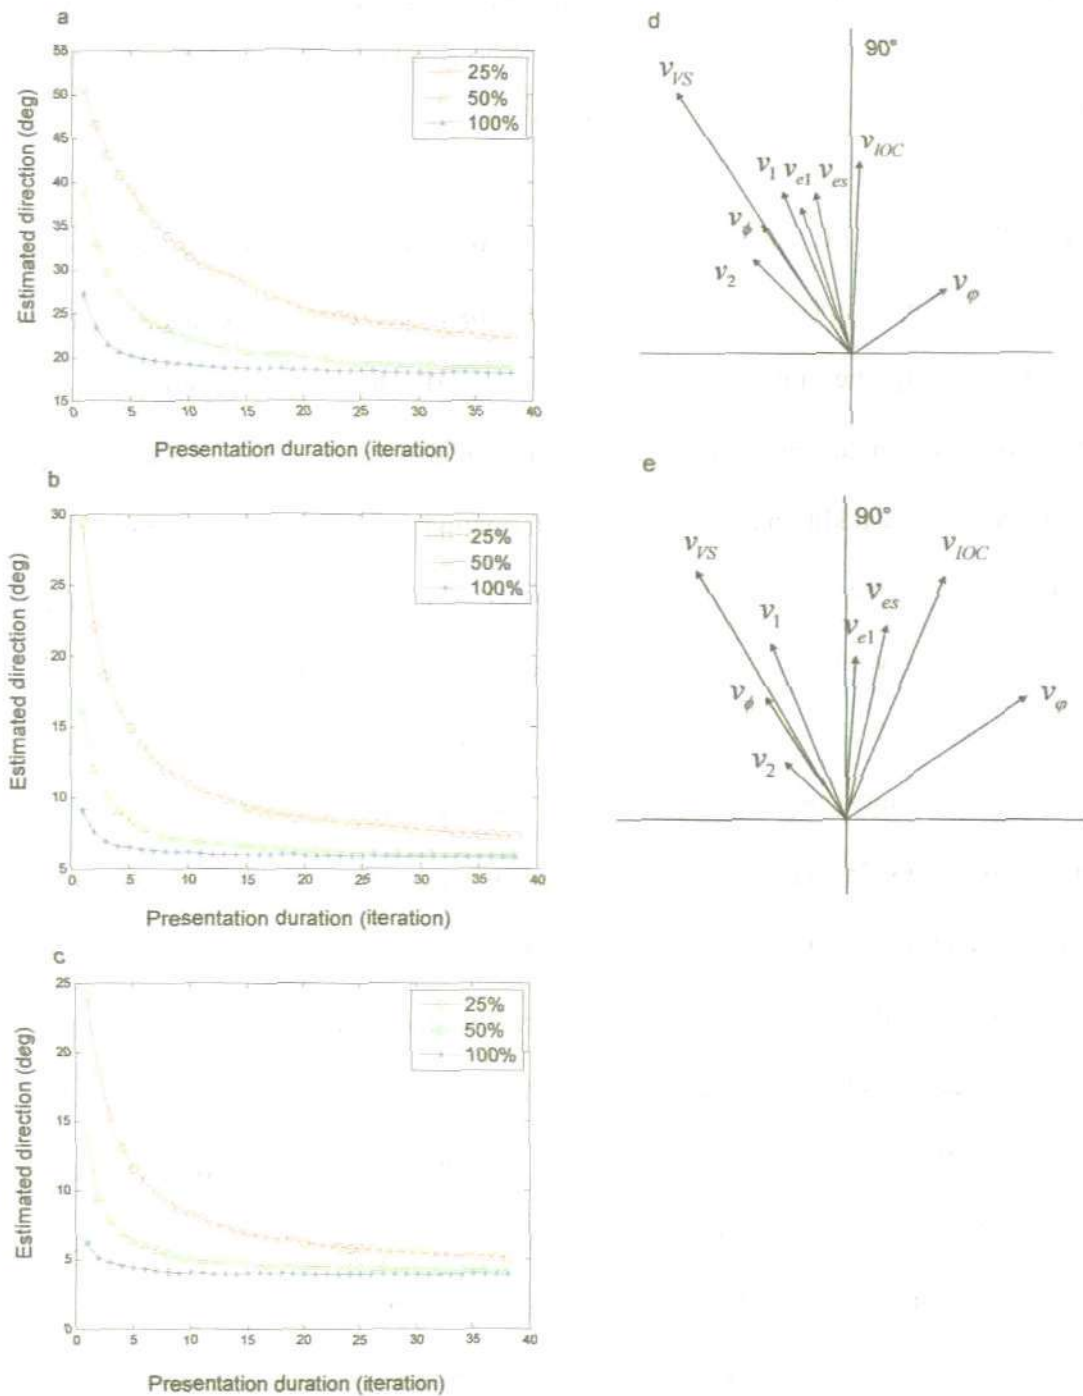 a
55
50
45
40
35
30
25
20
15
0
5
10
15
20
25
30
35
40
25%
50%
100%
Estimated direction (deg)
Presentation duration (iteration)
b
30
25
20
15
10
5
0
5
10
15
20
25
30
35
40
25%
50%
100%
Estimated direction (deg)
Presentation duration (iteration)
c
25
20
15
10
5
0
0
5
10
15
20
25
30
35
40
25%
50%
100%
Estimated direction (deg)
Presentation duration (iteration)
d
90°
v_VS
v_IOC
v_1 v_e1 v_es
v_ϕ
v_2
v_φ
e
90°
v_VS
v_IOC
v_es
v_1
v_e1
v_ϕ
v_φ
v_2